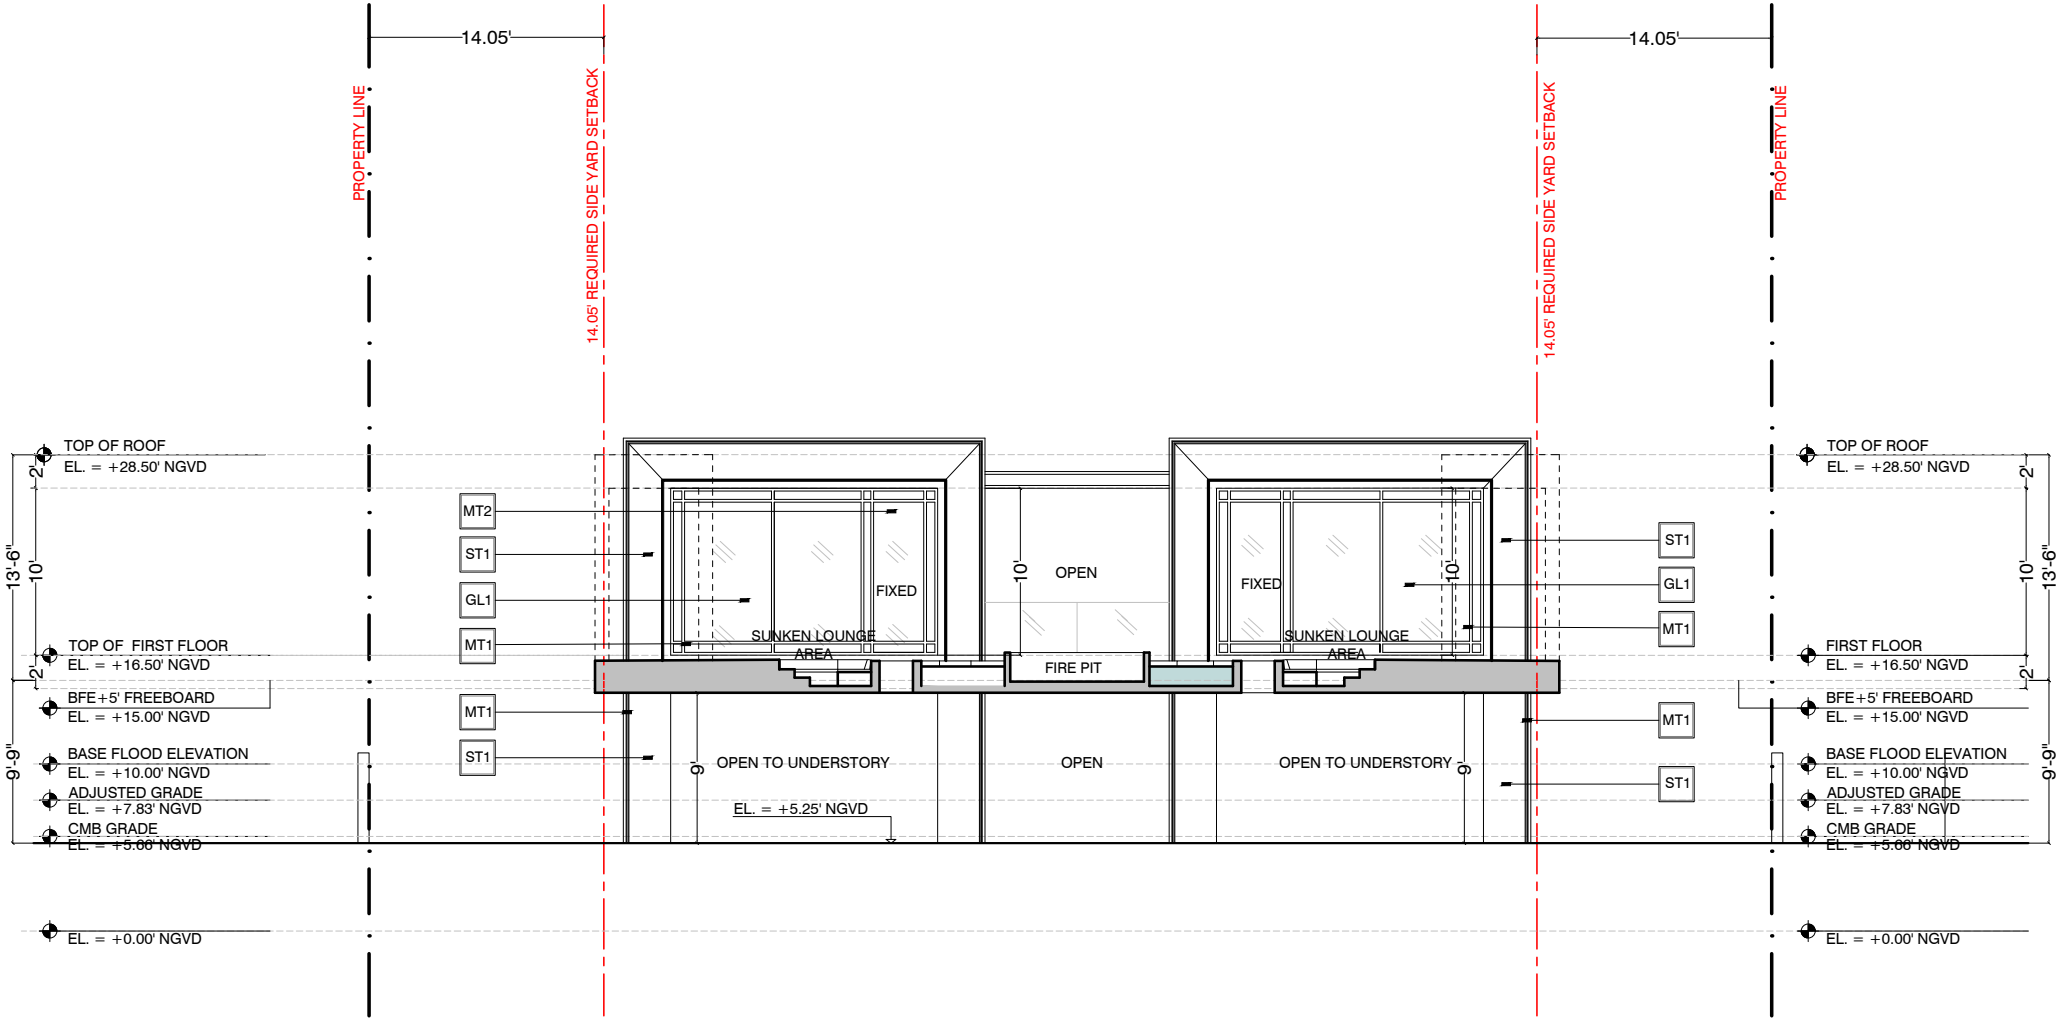 14.05'
14.05'
PROPERTY LINE
14.05' REQUIRED SIDE YARD SETBACK
14.05' REQUIRED SIDE YARD SETBACK
PROPERTY LINE
TOP OF ROOF
EL. = +28.50' NGVD
2'
13'-6"
10'
TOP OF FIRST FLOOR
EL. = +16.50' NGVD
2'
BFE+5' FREEBOARD
EL. = +15.00' NGVD
9'-9"
BASE FLOOD ELEVATION
EL. = +10.00' NGVD
ADJUSTED GRADE
EL. = +7.83' NGVD
CMB GRADE
EL. = +5.66' NGVD
EL. = +0.00' NGVD
MT2
ST1
GL1
MT1
MT1
ST1
FIXED
SUNKEN LOUNGE
AREA
10'
OPEN
FIRE PIT
FIXED
SUNKEN LOUNGE
AREA
10'
9'
OPEN TO UNDERSTORY
EL. = +5.25' NGVD
OPEN
OPEN TO UNDERSTORY
9'
ST1
GL1
MT1
MT1
ST1
TOP OF ROOF
EL. = +28.50' NGVD
2'
10'
13'-6"
FIRST FLOOR
EL. = +16.50' NGVD
2'
BFE+5' FREEBOARD
EL. = +15.00' NGVD
BASE FLOOD ELEVATION
EL. = +10.00' NGVD
9'-9"
ADJUSTED GRADE
EL. = +7.83' NGVD
CMB GRADE
EL. = +5.66' NGVD
EL. = +0.00' NGVD